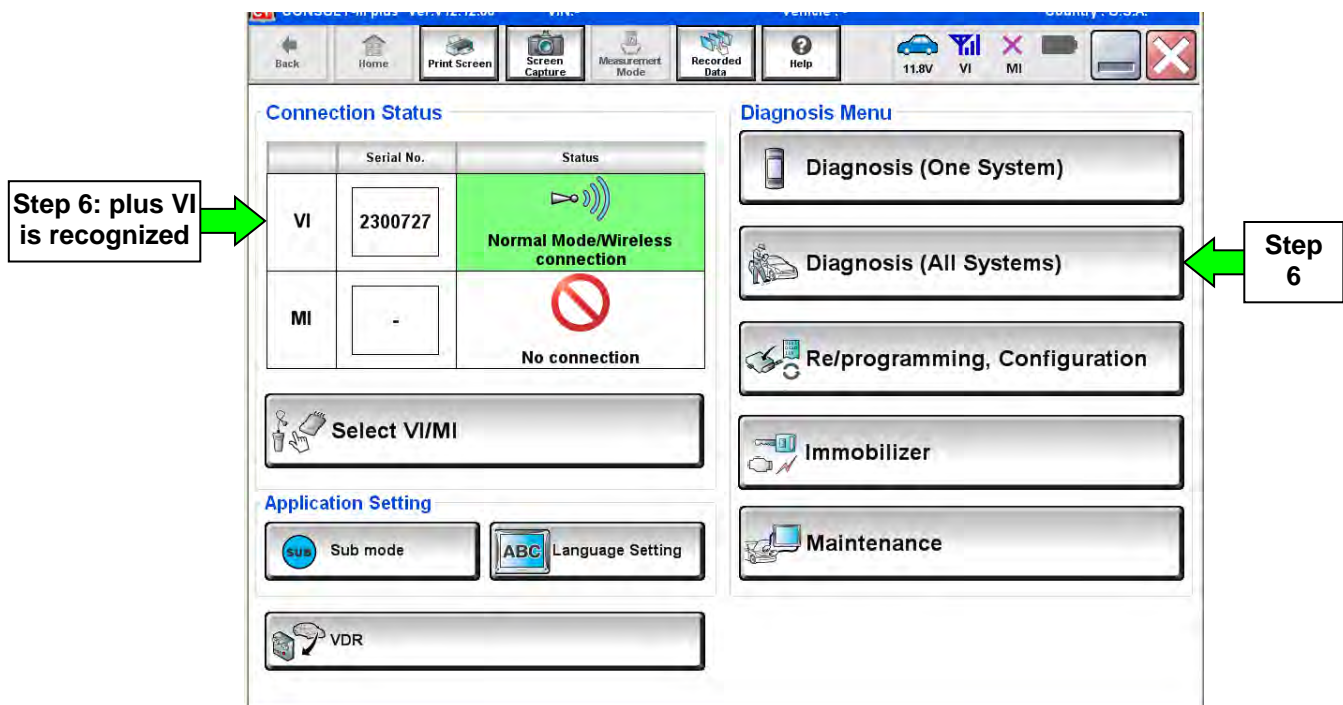 Back
Home
Print Screen
Screen
Capture
Measurement
Mode
Recorded
Data
Help
11.8V
VI
MI
Connection Status
Serial No.
Status
VI
2300727
Normal Mode/Wireless
connection
MI
-
No connection
Select VI/MI
Application Setting
SUB
Sub mode
ABC
Language Setting
VDR
Diagnosis Menu
Diagnosis (One System)
Diagnosis (All Systems)
Re/programming, Configuration
Immobilizer
Maintenance
Step 6: plus VI
is recognized
Step
6